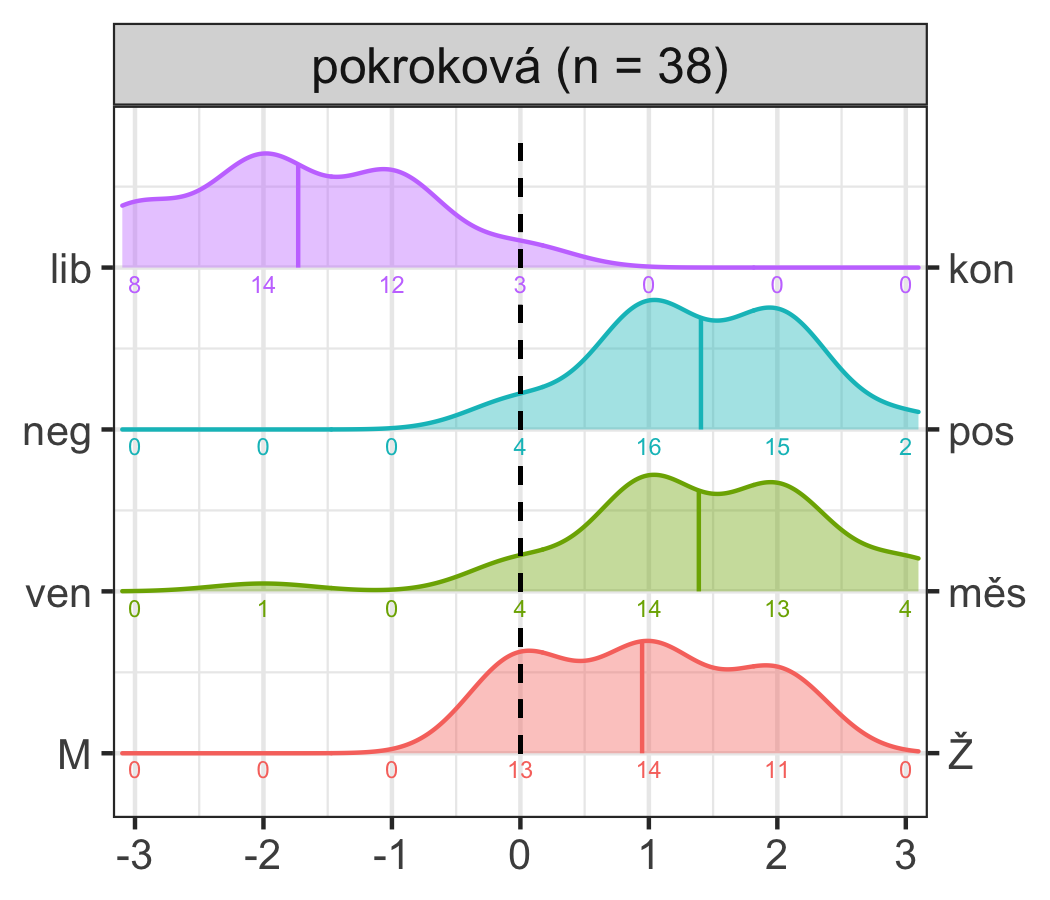 pokroková (n = 38)
lib kon
8 14 12 3 0 0 0
neg pos
0 0 0 4 16 15 2
ven měs
0 1 0 4 14 13 4
M Ž
0 0 0 13 14 11 0
-3 -2 -1 0 1 2 3